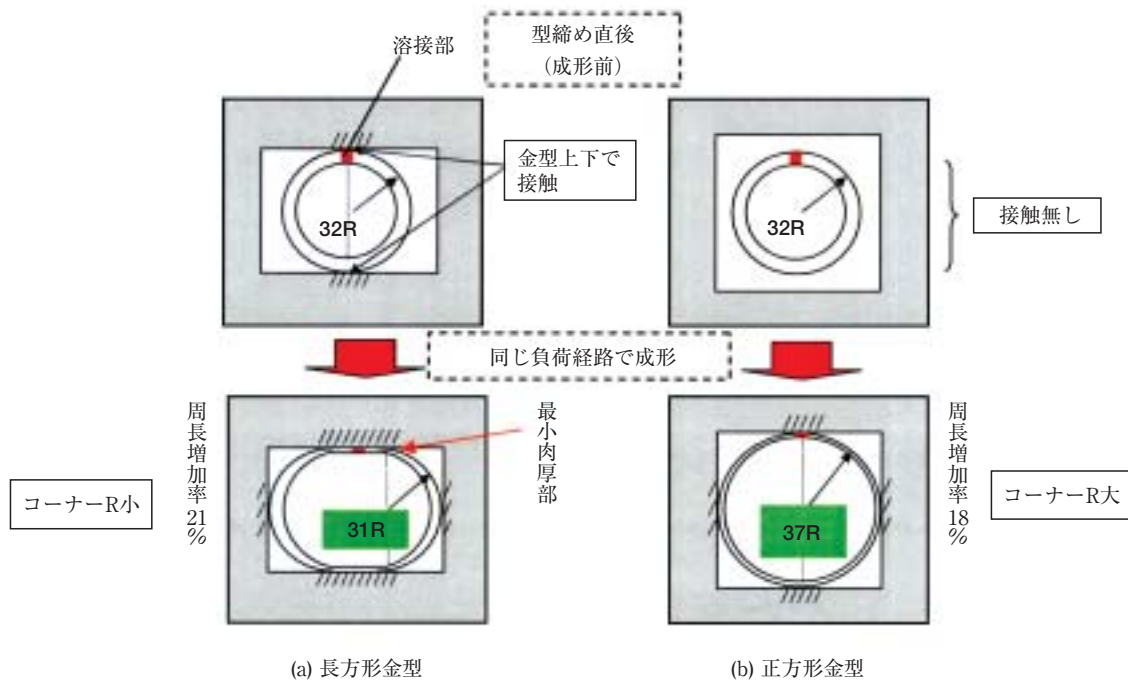 溶接部
型締め直後
（成形前）
金型上下で
接触
32R
32R
接触無し
同じ負荷経路で成形
周長増加率21%
最小肉厚部
周長増加率18%
コーナーR小
31R
37R
コーナーR大
(a) 長方形金型
(b) 正方形金型